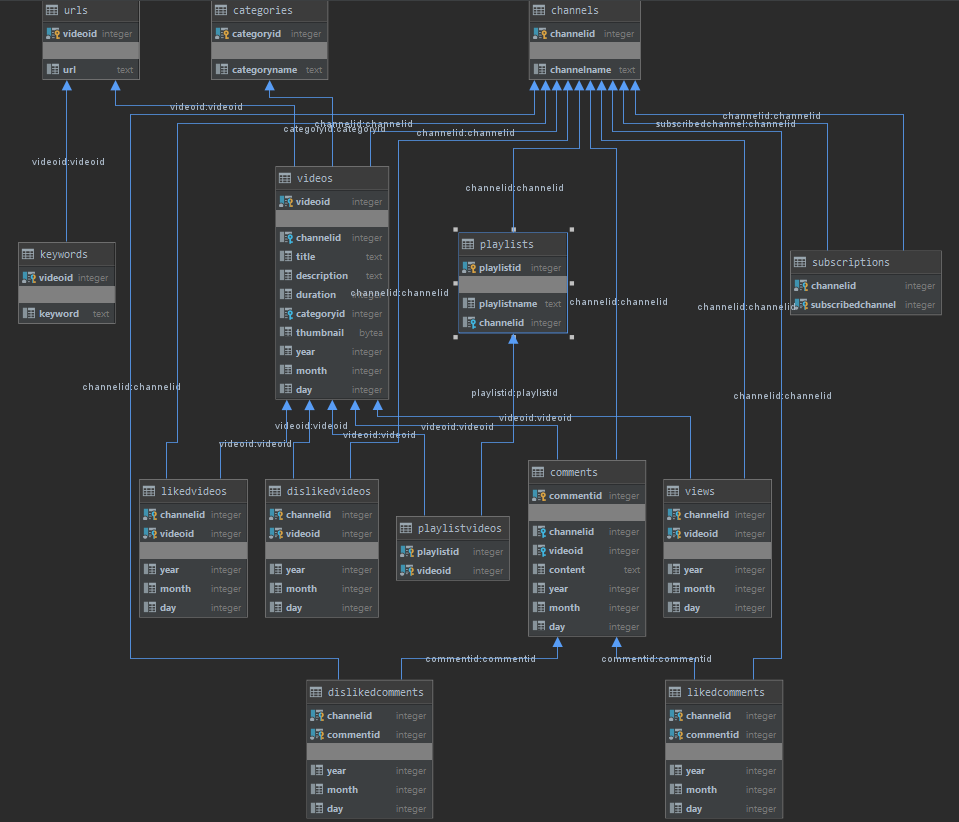 urls
videoid integer
url text
categories
categoryid integer
categoryname text
channels
channelid integer
channelname text
videoid:videoid
channelid:channelid
categoryid:categoryid
channelid:channelid
subscribedchannel:channelid
channelid:channelid
videoid:videoid
channelid:channelid
videos
videoid integer
channelid integer
title text
description text
duration integer
categoryid integer
thumbnail bytea
year integer
month integer
day integer
keywords
videoid integer
keyword text
playlists
playlistid integer
playlistname text
channelid integer
subscriptions
channelid integer
subscribedchannel integer
channelid:channelid
channelid:channelid
channelid:channelid
channelid:channelid
playlistid:playlistid
channelid:channelid
videoid:videoid
videoid:videoid
videoid:videoid
videoid:videoid
videoid:videoid
likedvideos
channelid integer
videoid integer
year integer
month integer
day integer
dislikedvideos
channelid integer
videoid integer
year integer
month integer
day integer
playlistvideos
playlistid integer
videoid integer
comments
commentid integer
channelid integer
videoid integer
content text
year integer
month integer
day integer
views
channelid integer
videoid integer
year integer
month integer
day integer
commentid:commentid
commentid:commentid
dislikedcomments
channelid integer
commentid integer
year integer
month integer
day integer
likedcomments
channelid integer
commentid integer
year integer
month integer
day integer